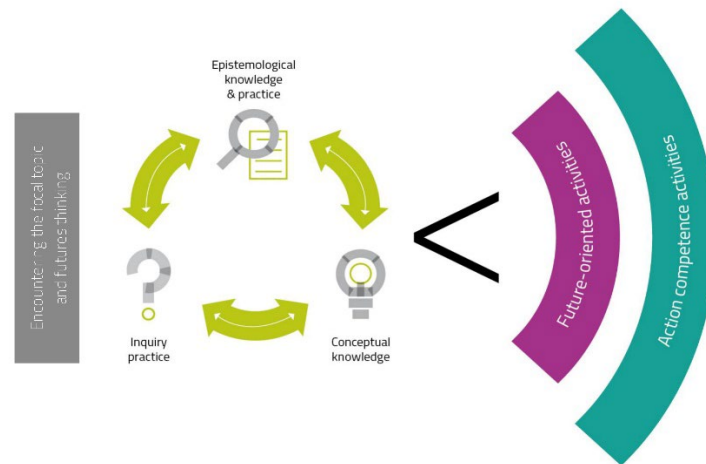 Encountering the focal topic
and futures thinking
Epistemological
knowledge
& practice
Inquiry
practice
Conceptual
knowledge
Future-oriented activities
Action competence activities